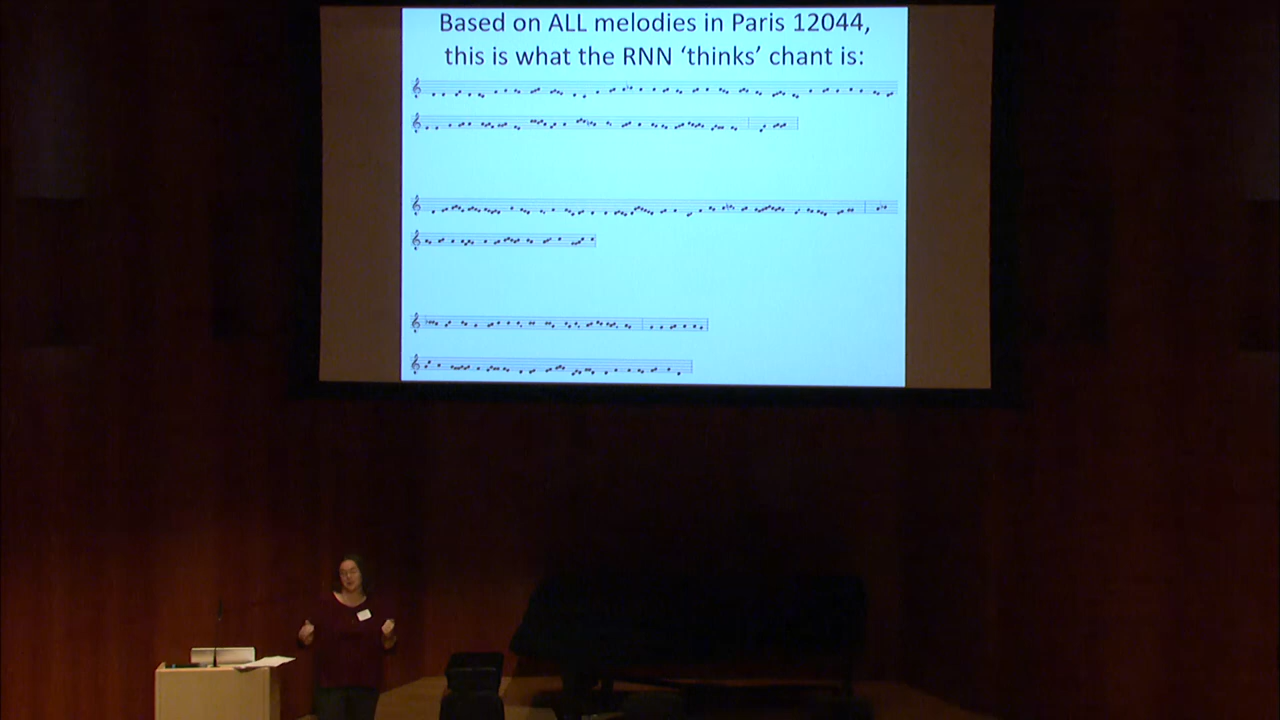 Based on ALL melodies in Paris 12044,
this is what the RNN ‘thinks’ chant is: